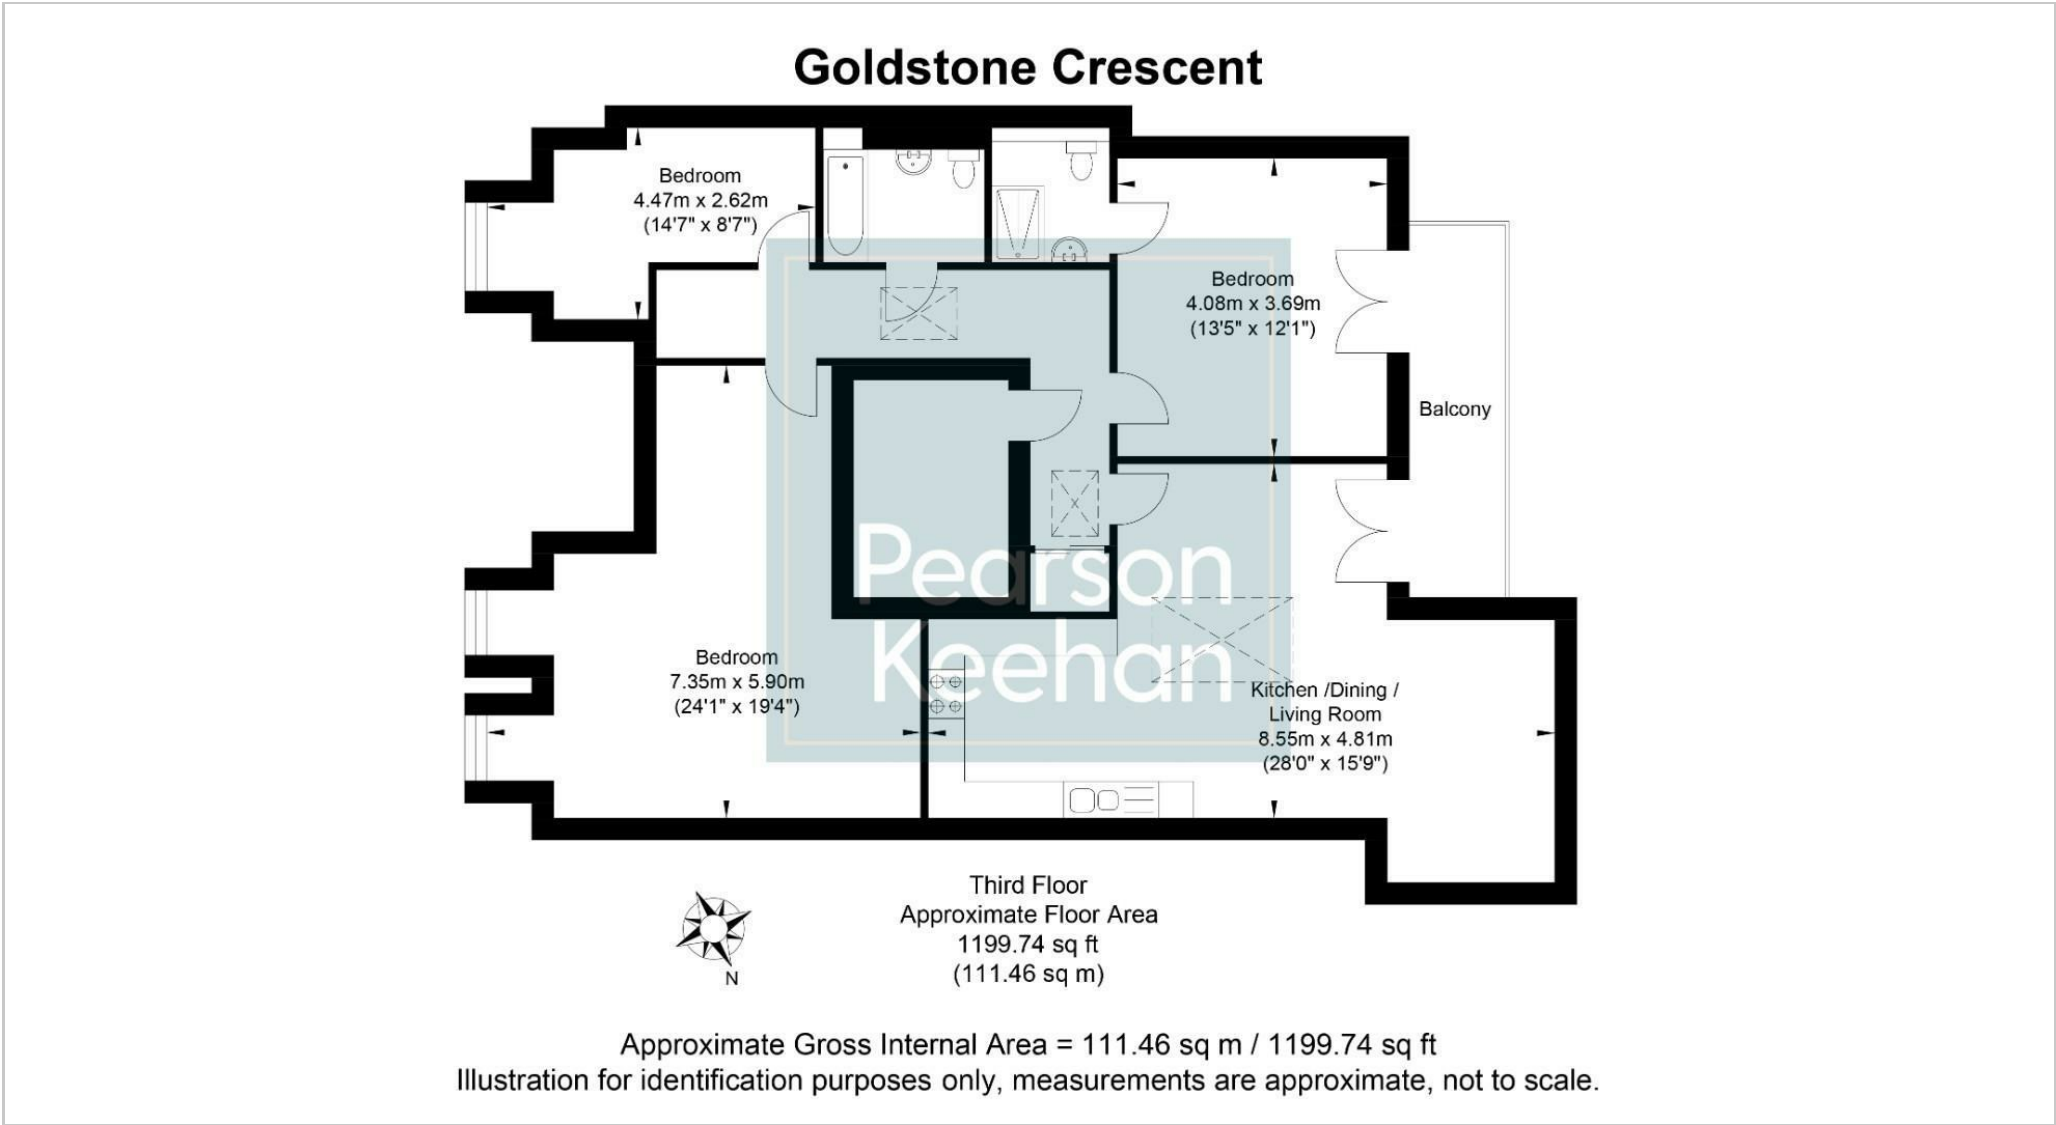 Goldstone Crescent
Bedroom
4.47m x 2.62m
(14'7" x 8'7")
Bedroom
4.08m x 3.69m
(13'5" x 12'1")
Balcony
Pearson
Keehan
Bedroom
7.35m x 5.90m
(24'1" x 19'4")
Kitchen /Dining /
Living Room
8.55m x 4.81m
(28'0" x 15'9")
N
Third Floor
Approximate Floor Area
1199.74 sq ft
(111.46 sq m)
Approximate Gross Internal Area = 111.46 sq m / 1199.74 sq ft
Illustration for identification purposes only, measurements are approximate, not to scale.